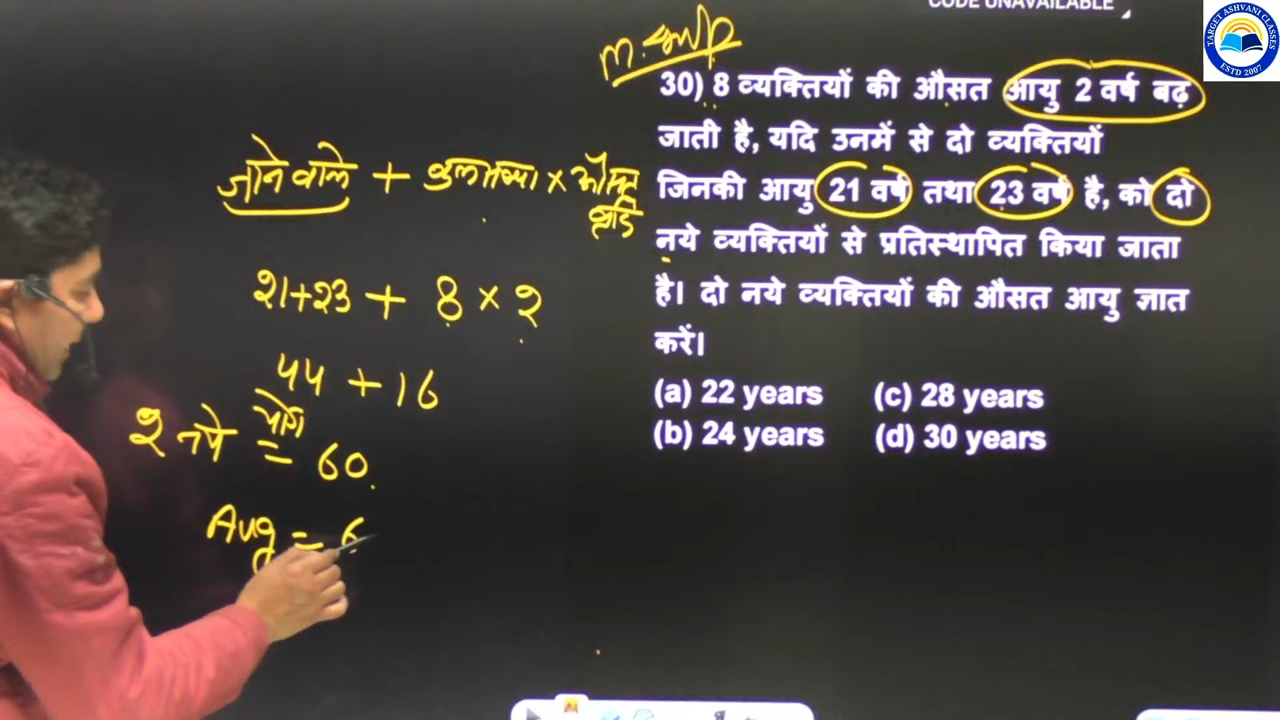 CODE UNAVAILABLE
TARGET ASHVANI CLASSES
ESTD 2007
30) 8 व्यक्तियों की औसत आयु 2 वर्ष बढ़
जाती है, यदि उनमें से दो व्यक्तियों
जिनकी आयु 21 वर्ष तथा 23 वर्ष है, को दो
नये व्यक्तियों से प्रतिस्थापित किया जाता
है। दो नये व्यक्तियों की औसत आयु ज्ञात
करें।
(a) 22 years (c) 28 years
(b) 24 years (d) 30 years
जाने वाले + कुल संख्या × औसत
वृद्धि
21+23 + 8 × 2
44 + 16
2 नये योग = 60
Avg = 6